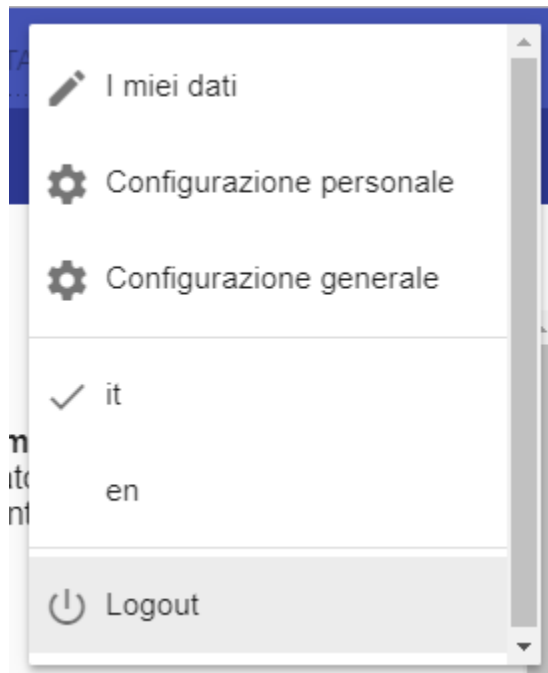 I miei dati
Configurazione personale
Configurazione generale
it
en
Logout